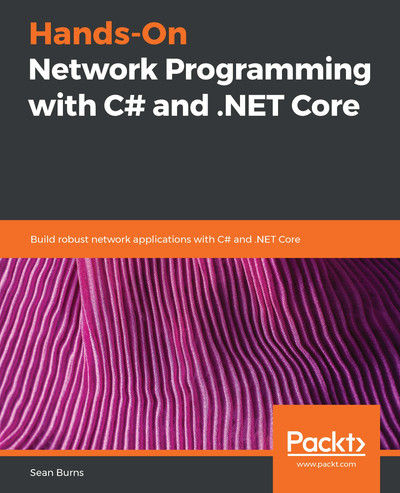 Hands-On
Network Programming
with C# and .NET Core
Build robust network applications with C# and .NET Core
Packt>
www.packt.com
Sean Burns